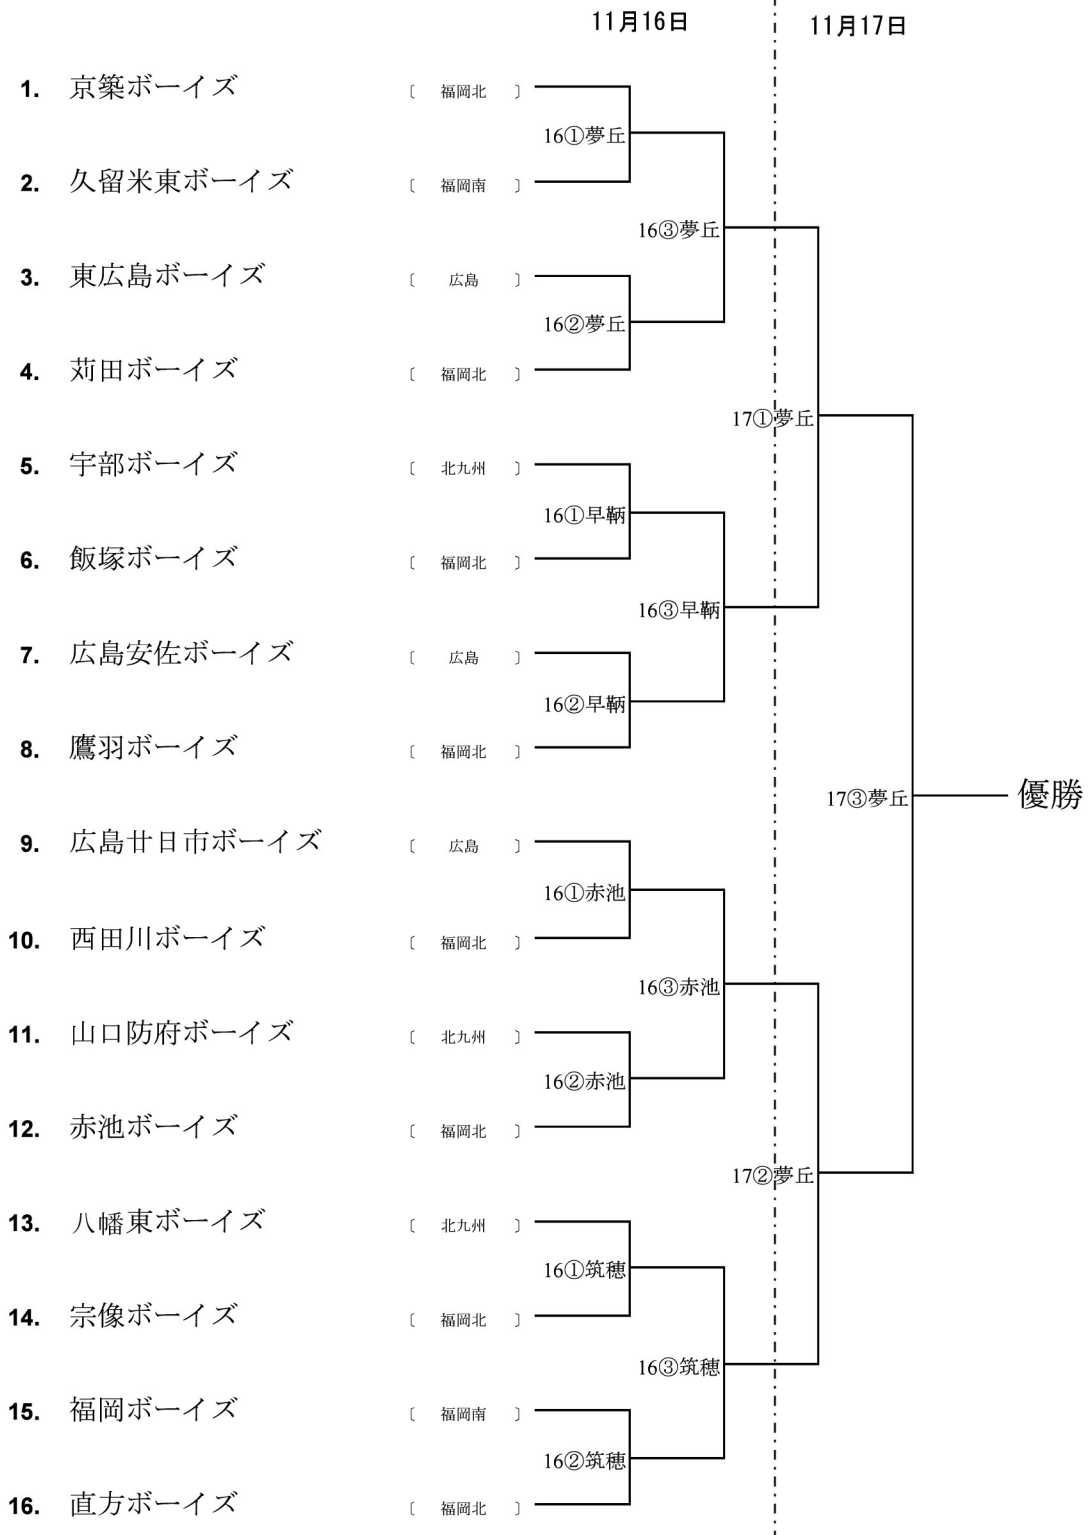 11月16日 11月17日
1. 京築ボーイズ 〔 福岡北 〕
16①夢丘
2. 久留米東ボーイズ 〔 福岡南 〕
16③夢丘
3. 東広島ボーイズ 〔 広島 〕
16②夢丘
4. 苅田ボーイズ 〔 福岡北 〕
17①夢丘
5. 宇部ボーイズ 〔 北九州 〕
16①早鞆
6. 飯塚ボーイズ 〔 福岡北 〕
16③早鞆
7. 広島安佐ボーイズ 〔 広島 〕
16②早鞆
8. 鷹羽ボーイズ 〔 福岡北 〕
17③夢丘 優勝
9. 広島廿日市ボーイズ 〔 広島 〕
16①赤池
10. 西田川ボーイズ 〔 福岡北 〕
16③赤池
11. 山口防府ボーイズ 〔 北九州 〕
16②赤池
12. 赤池ボーイズ 〔 福岡北 〕
17②夢丘
13. 八幡東ボーイズ 〔 北九州 〕
16①筑穂
14. 宗像ボーイズ 〔 福岡北 〕
16③筑穂
15. 福岡ボーイズ 〔 福岡南 〕
16②筑穂
16. 直方ボーイズ 〔 福岡北 〕